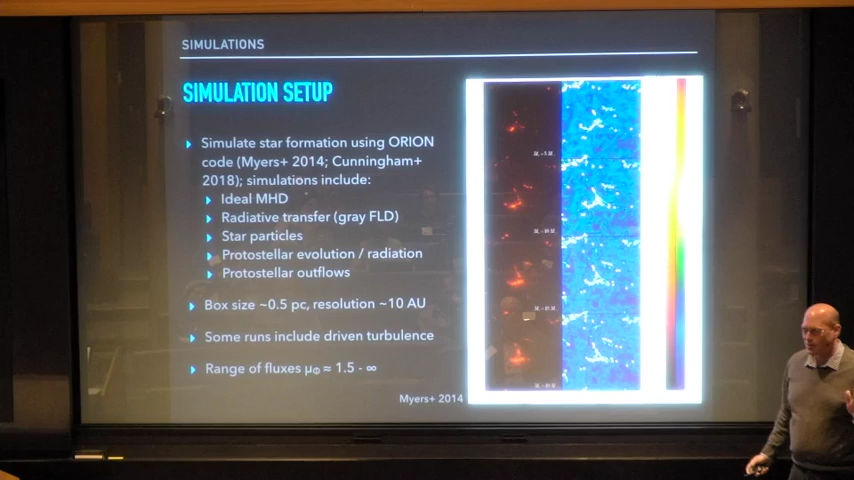 SIMULATIONS
SIMULATION SETUP
Simulate star formation using ORION
code (Myers+ 2014; Cunningham+
2018); simulations include:
Ideal MHD
Radiative transfer (gray FLD)
Star particles
Protostellar evolution / radiation
Protostellar outflows
Box size ~0.5 pc, resolution ~10 AU
Some runs include driven turbulence
Range of fluxes μΦ ≈ 1.5 - ∞
Myers+ 2014